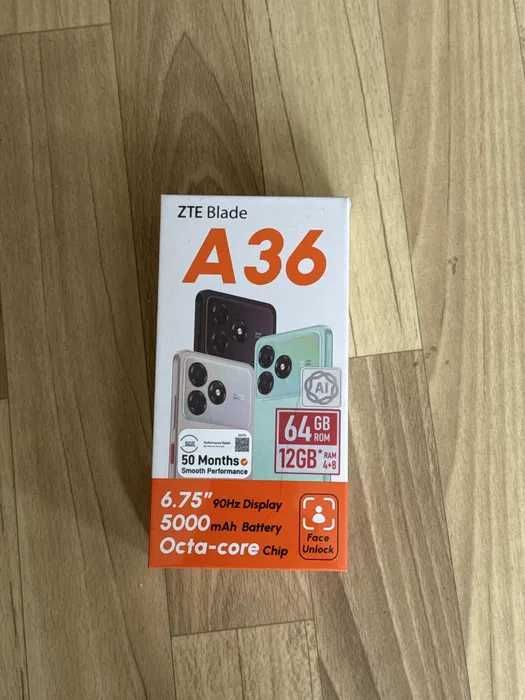 ZTE Blade
A36
AI
64 GB ROM
12GB* RAM 4+8
50 Months
Smooth Performance
6.75" 90Hz Display
5000mAh Battery
Octa-core Chip
Face
Unlock